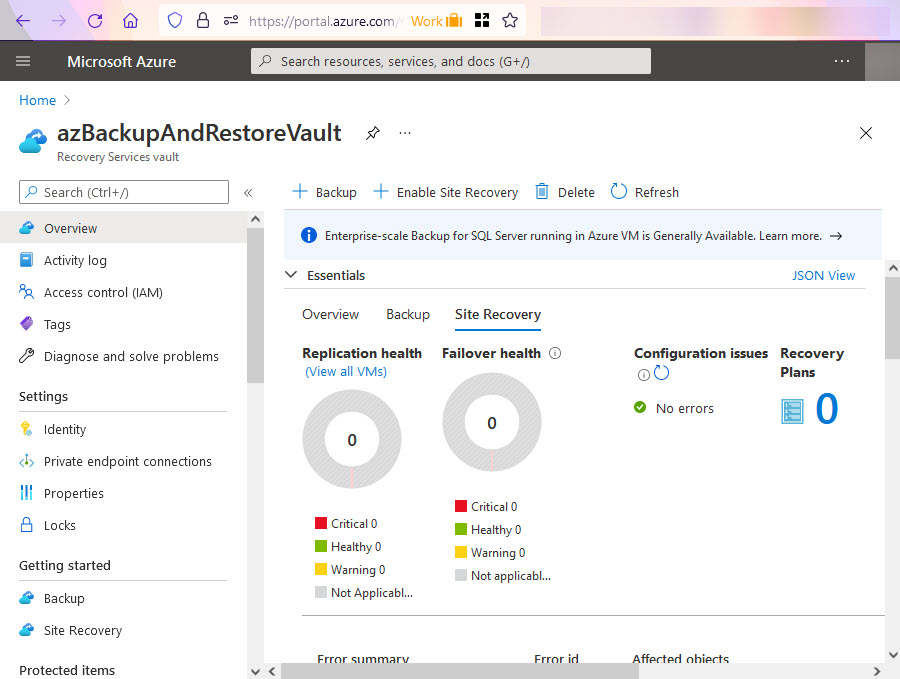 https://portal.azure.com/ Work
Microsoft Azure
Search resources, services, and docs (G+/)
Home
azBackupAndRestoreVault
Recovery Services vault
Search (Ctrl+/)
Overview
Activity log
Access control (IAM)
Tags
Diagnose and solve problems
Settings
Identity
Private endpoint connections
Properties
Locks
Getting started
Backup
Site Recovery
Protected items
Backup Enable Site Recovery Delete Refresh
Enterprise-scale Backup for SQL Server running in Azure VM is Generally Available. Learn more. →
Essentials JSON View
Overview Backup Site Recovery
Replication health
(View all VMs)
0
Critical 0
Healthy 0
Warning 0
Not Applicabl...
Failover health
0
Critical 0
Healthy 0
Warning 0
Not applicabl...
Configuration issues
No errors
Recovery
Plans
0
Error summary Error id Affected objects